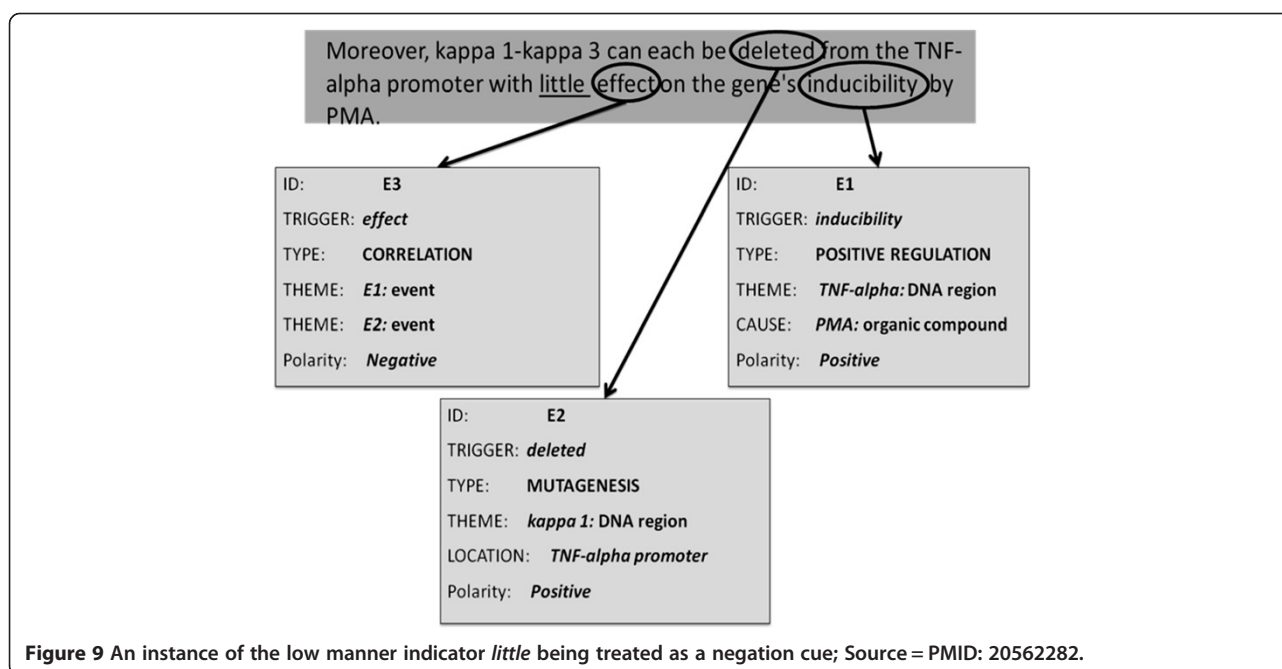 Moreover, kappa 1-kappa 3 can each be deleted from the TNF-
alpha promoter with little effect on the gene's inducibility by
PMA.
ID: E3
TRIGGER: effect
TYPE: CORRELATION
THEME: E1: event
THEME: E2: event
Polarity: Negative
ID: E1
TRIGGER: inducibility
TYPE: POSITIVE REGULATION
THEME: TNF-alpha: DNA region
CAUSE: PMA: organic compound
Polarity: Positive
ID: E2
TRIGGER: deleted
TYPE: MUTAGENESIS
THEME: kappa 1: DNA region
LOCATION: TNF-alpha promoter
Polarity: Positive
Figure 9 An instance of the low manner indicator little being treated as a negation cue; Source = PMID: 20562282.